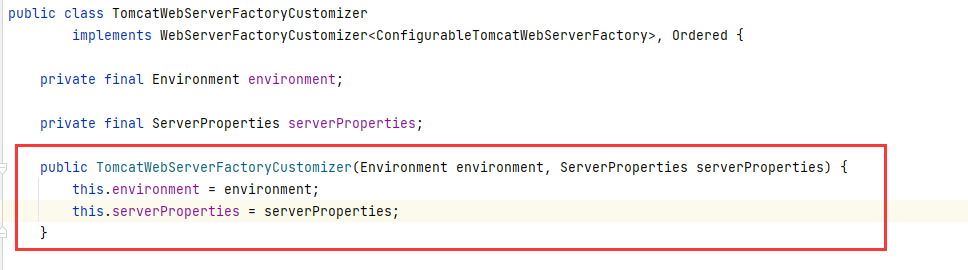 public class TomcatWebServerFactoryCustomizer
implements WebServerFactoryCustomizer<ConfigurableTomcatWebServerFactory>, Ordered {
private final Environment environment;
private final ServerProperties serverProperties;
public TomcatWebServerFactoryCustomizer(Environment environment, ServerProperties serverProperties) {
this.environment = environment;
this.serverProperties = serverProperties;
}